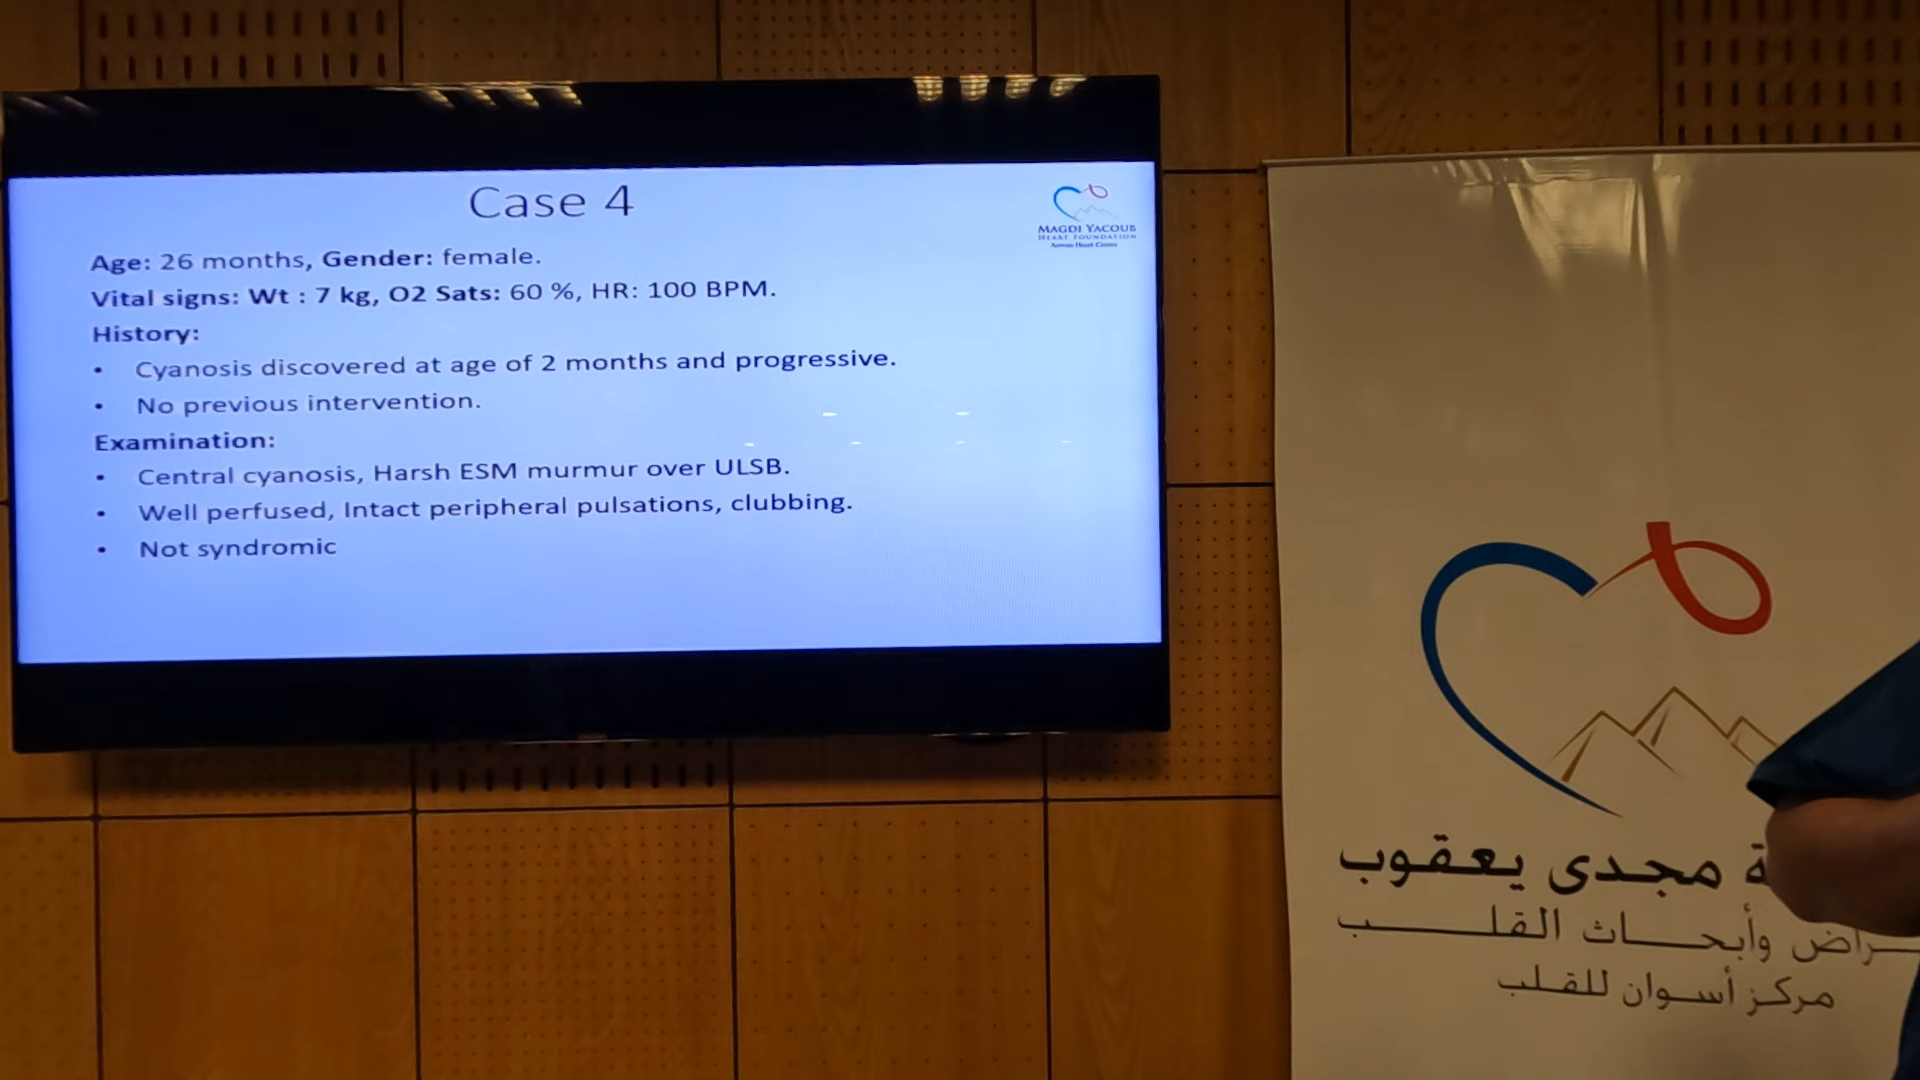 Case 4
MAGDI YACOUB
HEART FOUNDATION
Aswan Heart Centre
Age: 26 months, Gender: female.
Vital signs: Wt : 7 kg, O2 Sats: 60 %, HR: 100 BPM.
History:
• Cyanosis discovered at age of 2 months and progressive.
• No previous intervention.
Examination:
• Central cyanosis, Harsh ESM murmur over ULSB.
• Well perfused, Intact peripheral pulsations, clubbing.
• Not syndromic
مجدى يعقوب
وأبحاث القلب
مركز أسوان للقلب